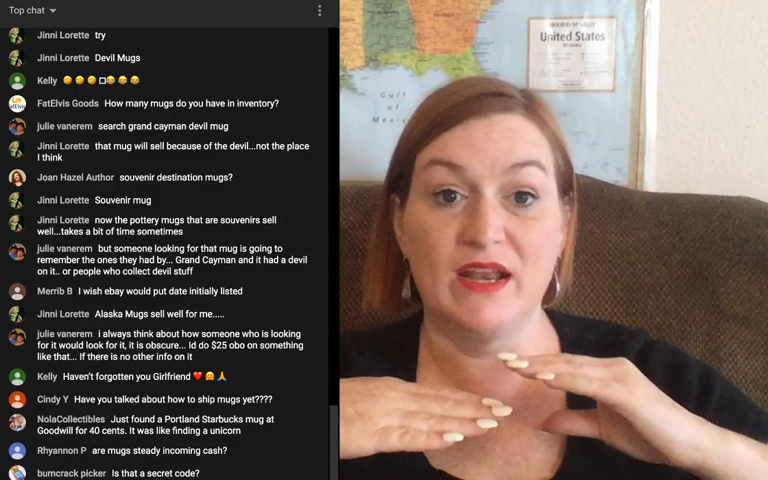 Top chat
Jinni Lorette try
Jinni Lorette Devil Mugs
Kelly 🤣🤣🤣□😂😂😂
FatElvis Goods How many mugs do you have in inventory?
julie vanerem search grand cayman devil mug
Jinni Lorette that mug will sell because of the devil...not the place
I think
Joan Hazel Author souvenir destination mugs?
Jinni Lorette Souvenir mug
Jinni Lorette now the pottery mugs that are souvenirs sell
well...takes a bit of time sometimes
julie vanerem but someone looking for that mug is going to
remember the ones they had by... Grand Cayman and it had a devil
on it.. or people who collect devil stuff
Merrib B I wish ebay would put date initially listed
Jinni Lorette Alaska Mugs sell well for me.....
julie vanerem i always think about how someone who is looking
for it would look for it, it is obscure... Id do $25 obo on something
like that... If there is no other info on it
Kelly Haven't forgotten you Girlfriend ❤️🤗🙏
Cindy Y Have you talked about how to ship mugs yet????
NolaCollectibles Just found a Portland Starbucks mug at
Goodwill for 40 cents. It was like finding a unicorn
Rhyannon P are mugs steady incoming cash?
bumcrack picker Is that a secret code?
United States
Gulf
of